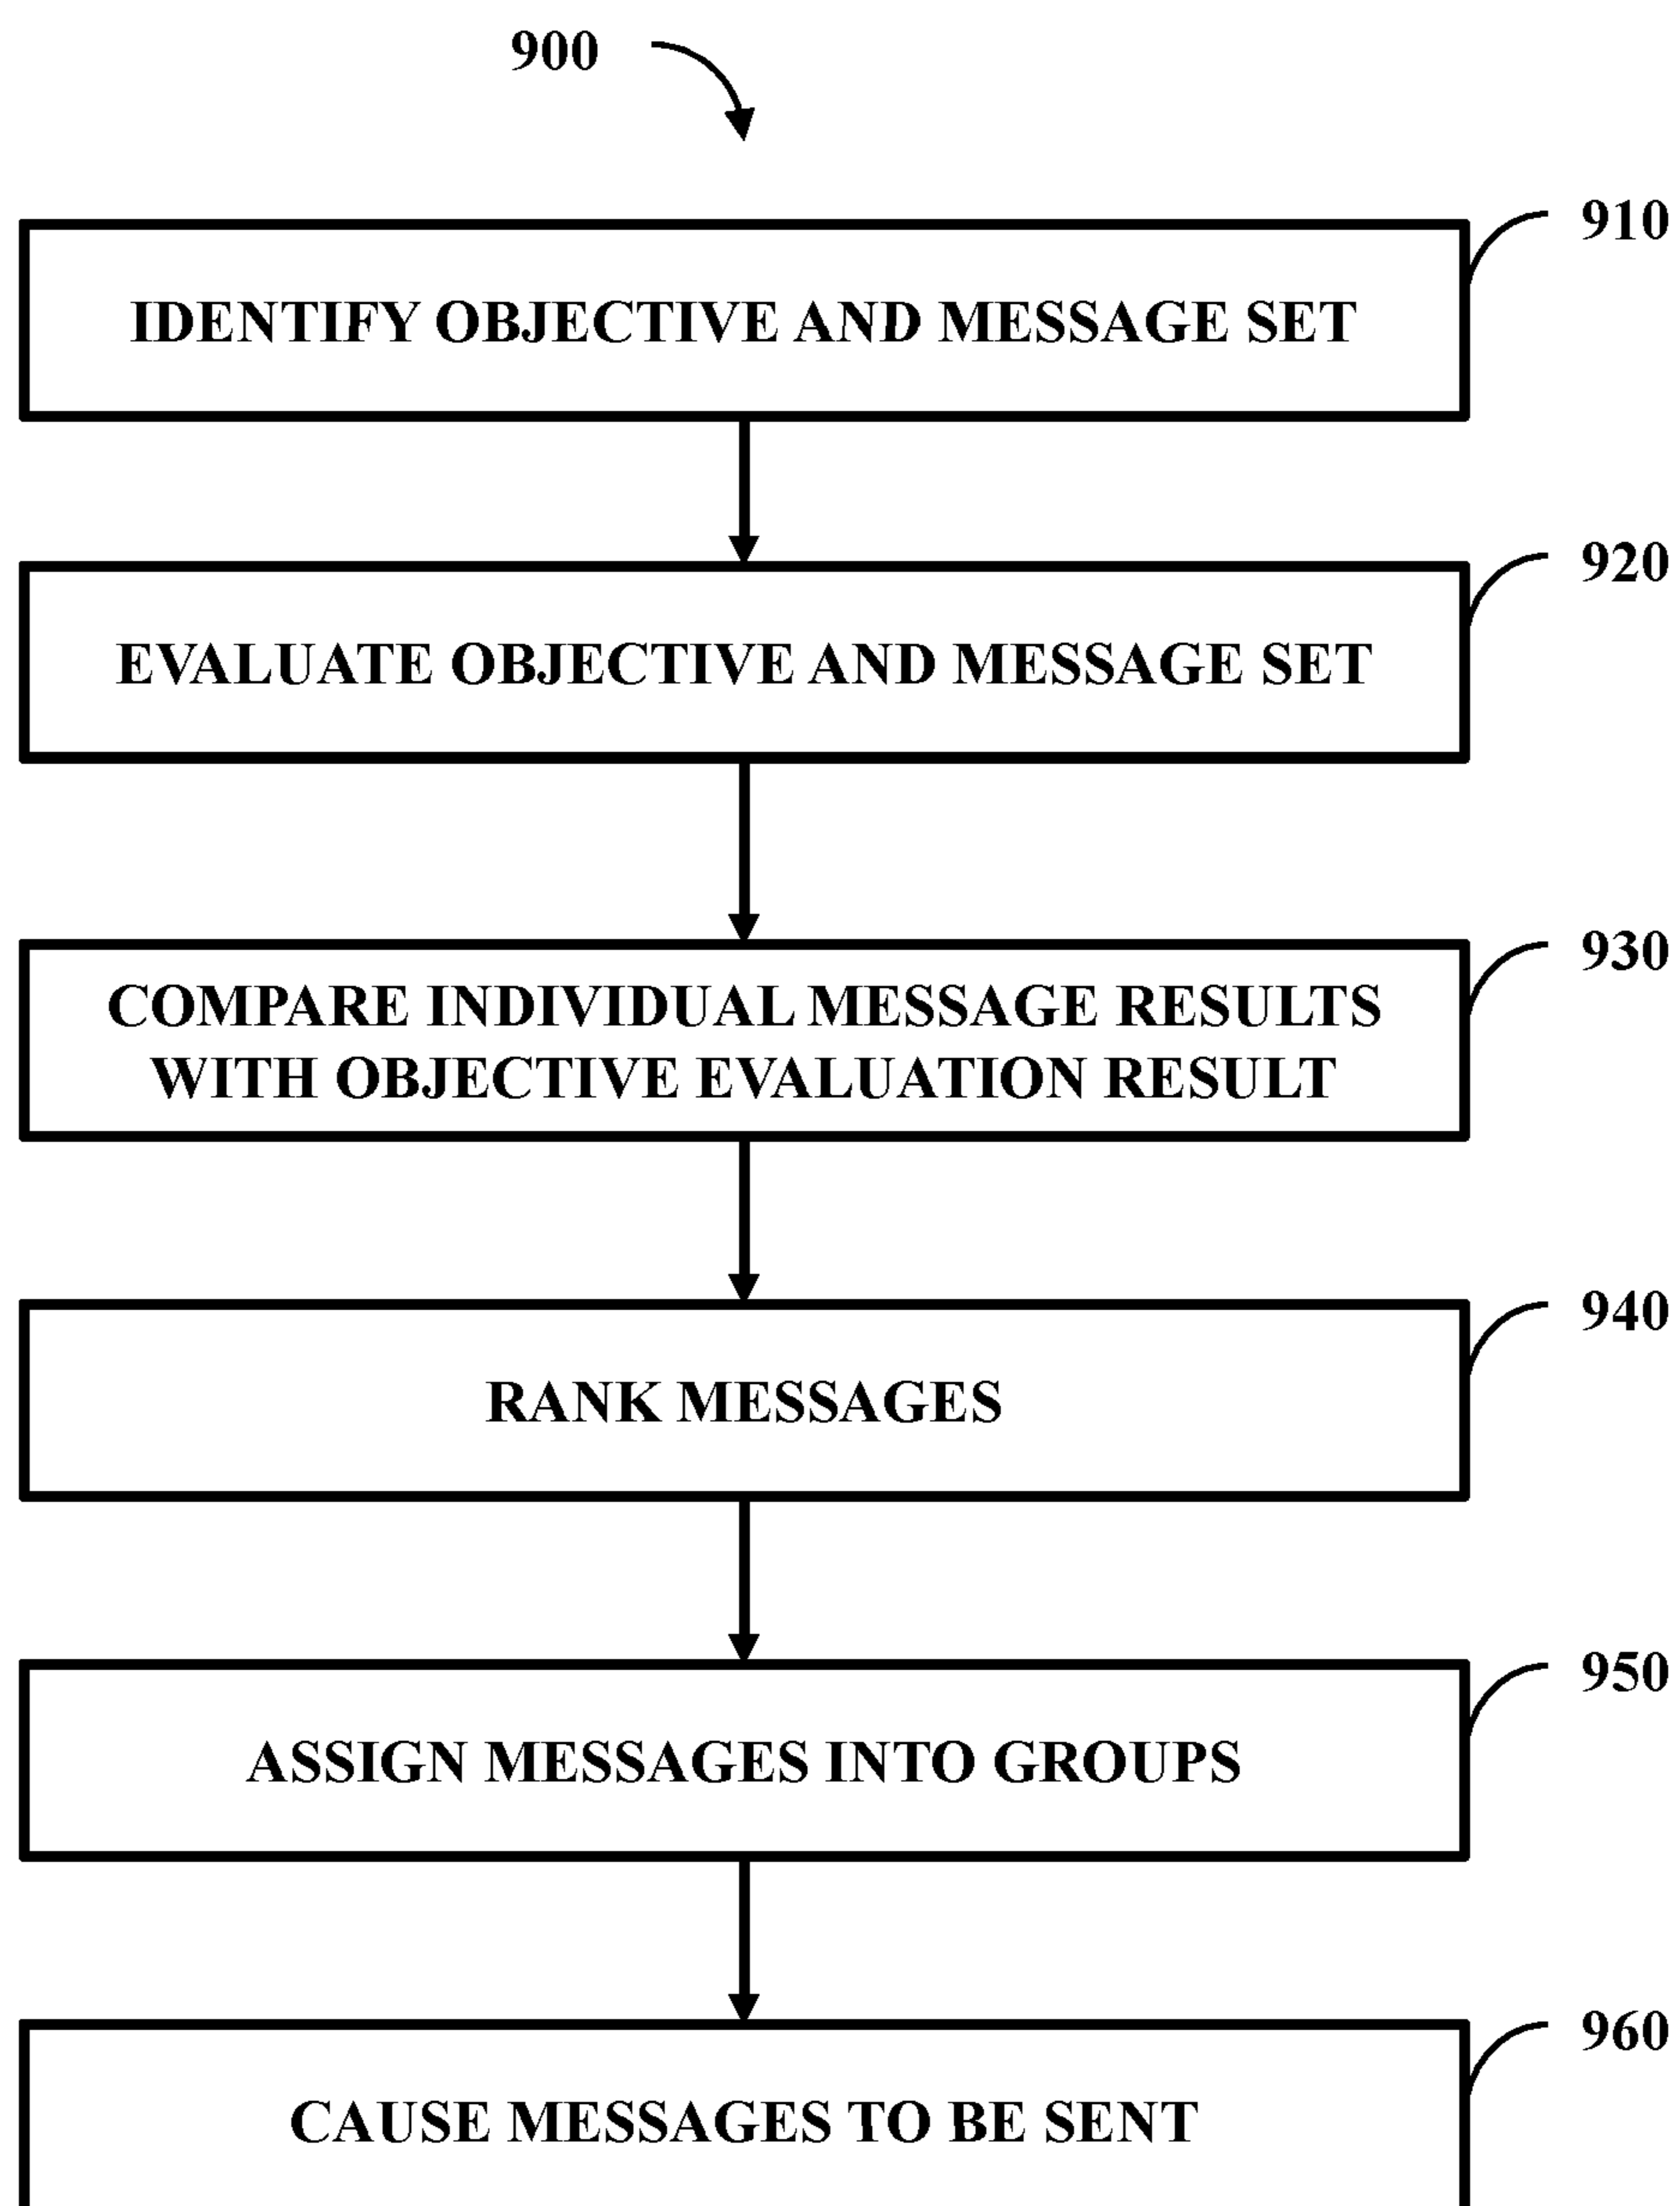 900
910
IDENTIFY OBJECTIVE AND MESSAGE SET
920
EVALUATE OBJECTIVE AND MESSAGE SET
930
COMPARE INDIVIDUAL MESSAGE RESULTS
WITH OBJECTIVE EVALUATION RESULT
940
RANK MESSAGES
950
ASSIGN MESSAGES INTO GROUPS
960
CAUSE MESSAGES TO BE SENT